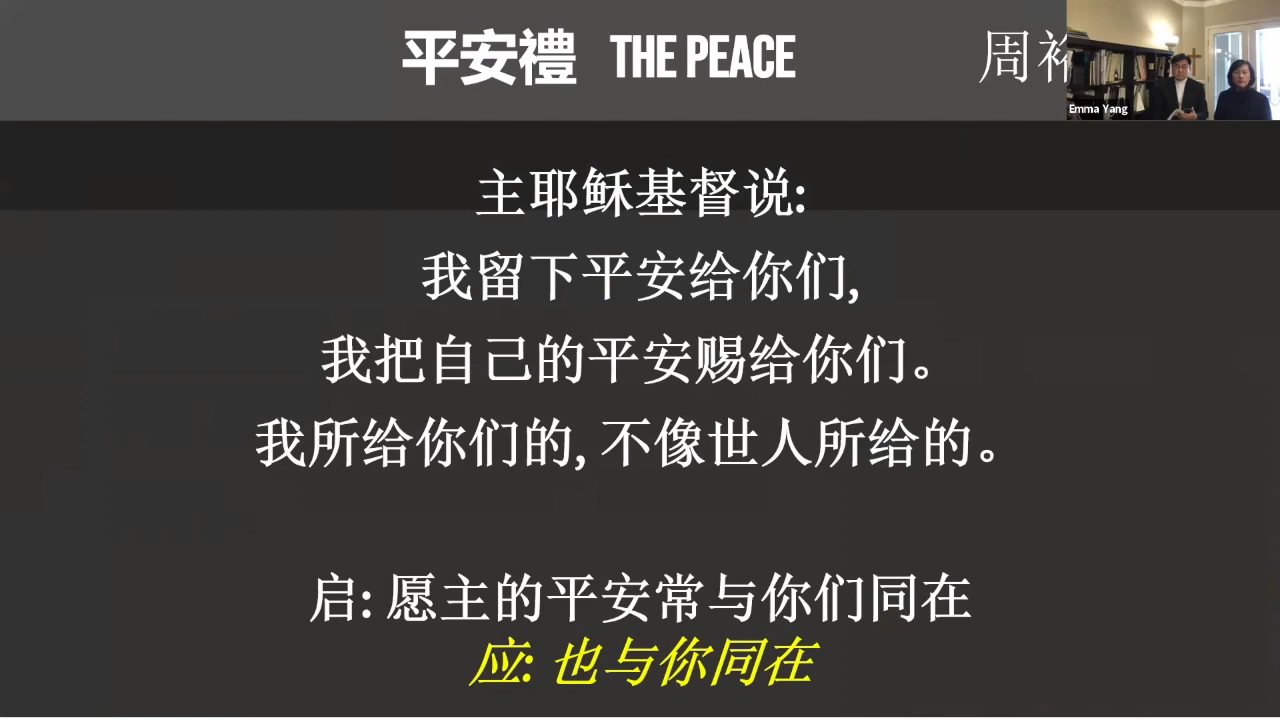 平安禮 THE PEACE
周
Emma Yang
主耶稣基督说:
我留下平安给你们,
我把自己的平安赐给你们。
我所给你们的, 不像世人所给的。
启: 愿主的平安常与你们同在
应: 也与你同在